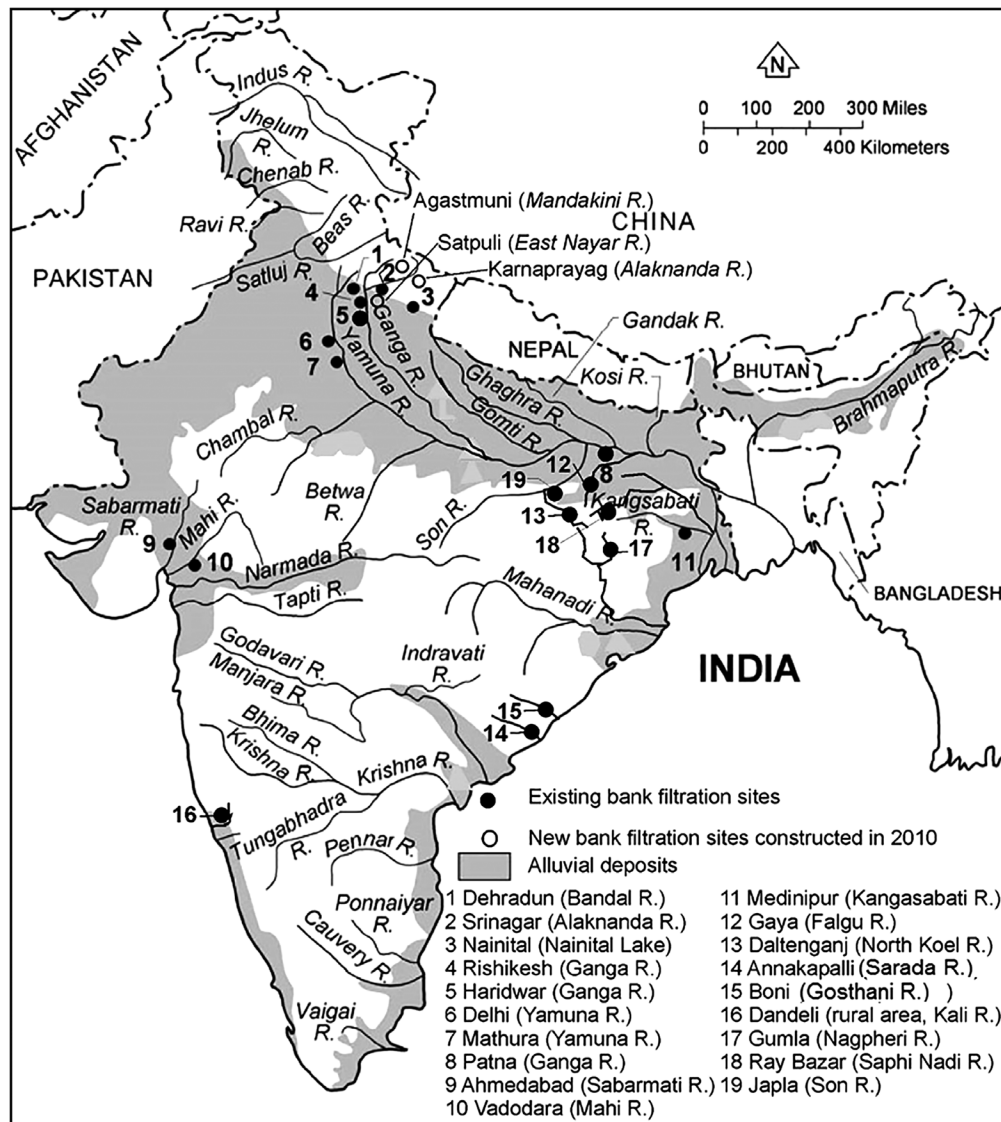 AFGHANISTAN
Indus R.
Jhelum
R.
Chenab R.
Ravi R.
Beas R.
PAKISTAN
Satluj R.
N
0 100 200 300 Miles
0 200 400 Kilometers
Agastmuni (Mandakini R.)
CHINA
Satpuli (East Nayar R.)
Karnaprayag (Alaknanda R.)
1
2
3
4
5
6
7
Yamuna R.
Ganga R.
NEPAL
Gandak R.
Kosi R.
BHUTAN
Brahmaputra R.
Ghaghra R.
Gomti R.
Chambal R.
Betwa
R.
Son R.
12
8
19
Kangsabati
R.
13
18
17
11
Sabarmati
R.
Mahi R.
9
10
Narmada R.
Tapti R.
Mahanadi R.
BANGLADESH
INDIA
Godavari R.
Manjara R.
Indravati
R.
Bhima R.
Krishna R.
Krishna R.
15
14
16
Tungabhadra
R.
Pennar R.
Ponnaiyar
R.
Cauvery R.
Vaigai
R.
Existing bank filtration sites
New bank filtration sites constructed in 2010
Alluvial deposits
1 Dehradun (Bandal R.)
2 Srinagar (Alaknanda R.)
3 Nainital (Nainital Lake)
4 Rishikesh (Ganga R.)
5 Haridwar (Ganga R.)
6 Delhi (Yamuna R.)
7 Mathura (Yamuna R.)
8 Patna (Ganga R.)
9 Ahmedabad (Sabarmati R.)
10 Vadodara (Mahi R.)
11 Medinipur (Kangasabati R.)
12 Gaya (Falgu R.)
13 Daltenganj (North Koel R.)
14 Annakapalli (Sarada R.)
15 Boni (Gosthani R.) )
16 Dandeli (rural area, Kali R.)
17 Gumla (Nagpheri R.)
18 Ray Bazar (Saphi Nadi R.)
19 Japla (Son R.)